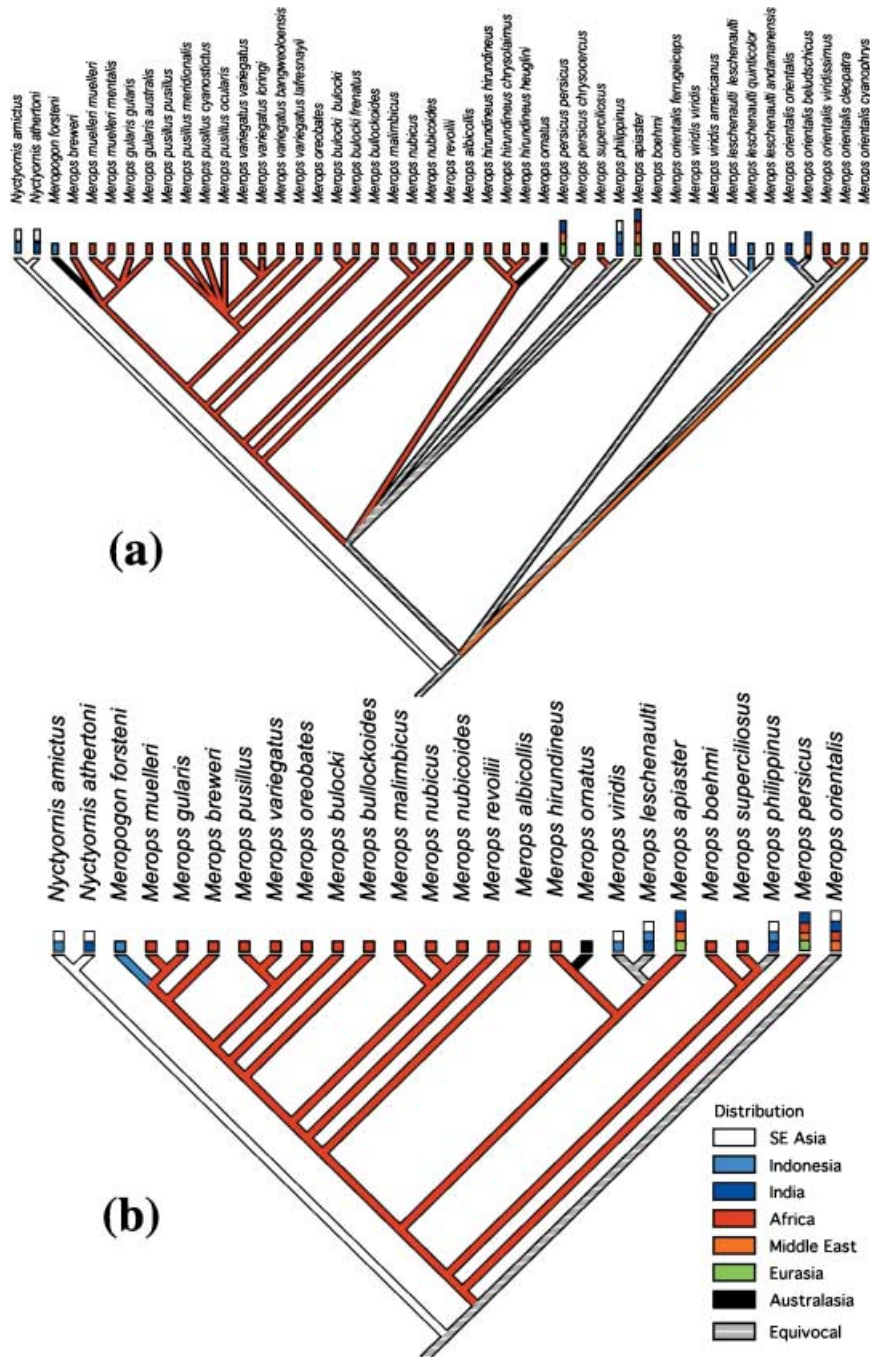 Nyctyornis amictus
Nyctyornis athertoni
Meropogon forsteni
Merops breweri
Merops muelleri muelleri
Merops muelleri mentalis
Merops gularis gularis
Merops gularis australis
Merops pusillus pusillus
Merops pusillus meridionalis
Merops pusillus cyanostictus
Merops pusillus ocularis
Merops variegatus variegatus
Merops variegatus loringi
Merops variegatus bangweoloensis
Merops variegatus lafresnayii
Merops oreobates
Merops bulocki bulocki
Merops bulocki frenatus
Merops bullockoides
Merops malimbicus
Merops nubicus
Merops nubicoides
Merops revoilii
Merops albicollis
Merops hirundineus hirundineus
Merops hirundineus chrysolaimus
Merops hirundineus heuglini
Merops ornatus
Merops persicus persicus
Merops persicus chrysocercus
Merops superciliosus
Merops philippinus
Merops apiaster
Merops boehmi
Merops orientalis ferrugeiceps
Merops viridis viridis
Merops viridis americanus
Merops leschenaulti leschenaulti
Merops leschenaulti quinticolor
Merops leschenaulti andamanensis
Merops orientalis orientalis
Merops orientalis beludschicus
Merops orientalis viridissimus
Merops orientalis cleopatra
Merops orientalis cyanophrys
(a)
Nyctyornis amictus
Nyctyornis athertoni
Meropogon forsteni
Merops muelleri
Merops gularis
Merops breweri
Merops pusillus
Merops variegatus
Merops oreobates
Merops bulocki
Merops bullockoides
Merops malimbicus
Merops nubicus
Merops nubicoides
Merops revoilii
Merops albicollis
Merops hirundineus
Merops ornatus
Merops viridis
Merops leschenaulti
Merops apiaster
Merops boehmi
Merops superciliosus
Merops philippinus
Merops persicus
Merops orientalis
(b)
Distribution
SE Asia
Indonesia
India
Africa
Middle East
Eurasia
Australasia
Equivocal